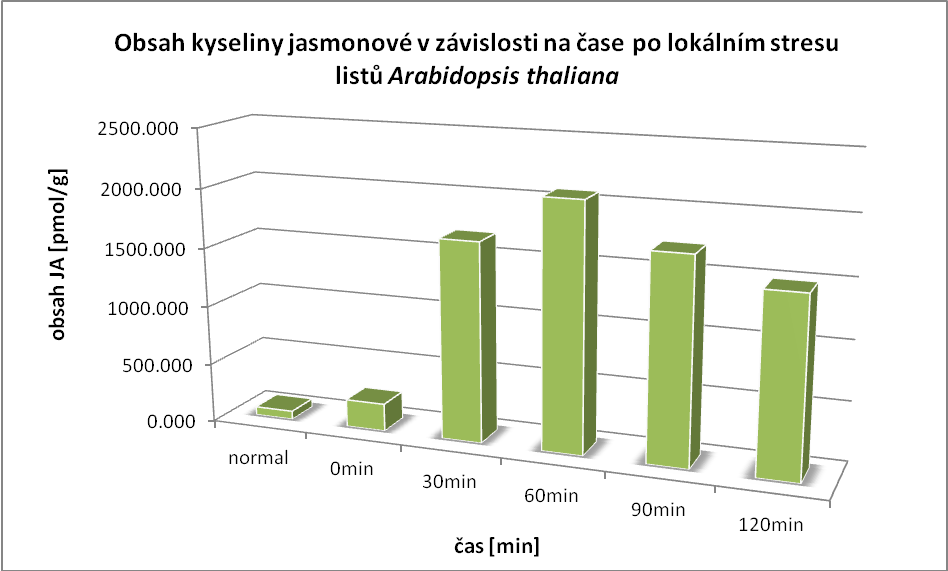 Obsah kyseliny jasmonové v závislosti na čase po lokálním stresu
listů Arabidopsis thaliana
obsah JA [pmol/g]
2500.000
2000.000
1500.000
1000.000
500.000
0.000
normal
0min
30min
60min
90min
120min
čas [min]